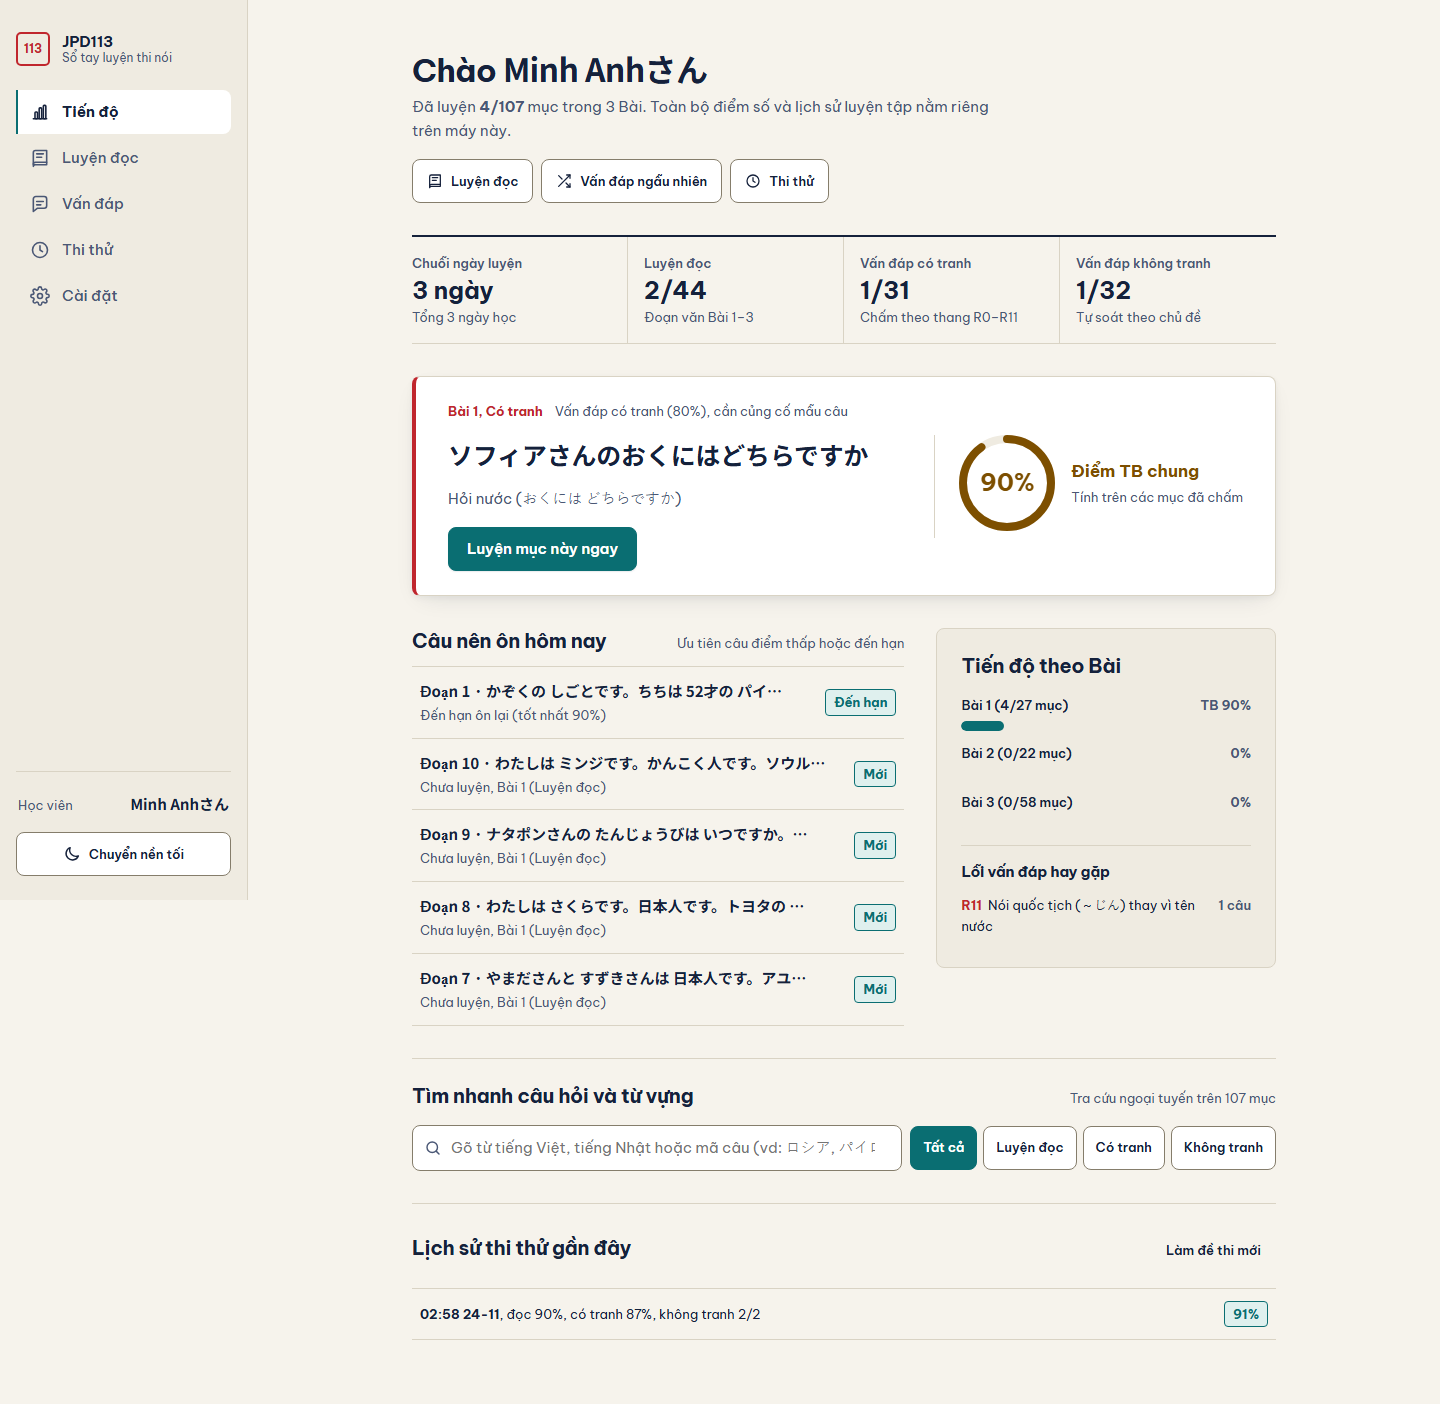 113
JPD113
Sổ tay luyện thi nói
Tiến độ
Luyện đọc
Vấn đáp
Thi thử
Cài đặt
Học viên
Minh Anhさん
Chuyển nền tối
Chào Minh Anhさん
Đã luyện 4/107 mục trong 3 Bài. Toàn bộ điểm số và lịch sử luyện tập nằm riêng
trên máy này.
Luyện đọc
Vấn đáp ngẫu nhiên
Thi thử
Chuỗi ngày luyện
3 ngày
Tổng 3 ngày học
Luyện đọc
2/44
Đoạn văn Bài 1–3
Vấn đáp có tranh
1/31
Chấm theo thang R0–R11
Vấn đáp không tranh
1/32
Tự soát theo chủ đề
Bài 1, Có tranh Vấn đáp có tranh (80%), cần củng cố mẫu câu
ソフィアさんのおくにはどちらですか
Hỏi nước (おくには どちらですか)
Luyện mục này ngay
90%
Điểm TB chung
Tính trên các mục đã chấm
Câu nên ôn hôm nay
Ưu tiên câu điểm thấp hoặc đến hạn
Đoạn 1 · かぞくの しごとです。ちちは 52才の パイ…
Đến hạn ôn lại (tốt nhất 90%)
Đến hạn
Đoạn 10 · わたしは ミンジです。かんこく人です。ソウル…
Chưa luyện, Bài 1 (Luyện đọc)
Mới
Đoạn 9 · ナタポンさんの たんじょうびは いつですか。…
Chưa luyện, Bài 1 (Luyện đọc)
Mới
Đoạn 8 · わたしは さくらです。日本人です。トヨタの …
Chưa luyện, Bài 1 (Luyện đọc)
Mới
Đoạn 7 · やまださんと すずきさんは 日本人です。アユ…
Chưa luyện, Bài 1 (Luyện đọc)
Mới
Tiến độ theo Bài
Bài 1 (4/27 mục)
TB 90%
Bài 2 (0/22 mục)
0%
Bài 3 (0/58 mục)
0%
Lỗi vấn đáp hay gặp
R11 Nói quốc tịch (～じん) thay vì tên
nước
1 câu
Tìm nhanh câu hỏi và từ vựng
Tra cứu ngoại tuyến trên 107 mục
Gõ từ tiếng Việt, tiếng Nhật hoặc mã câu (vd: ロシア, パイ
Tất cả
Luyện đọc
Có tranh
Không tranh
Lịch sử thi thử gần đây
Làm đề thi mới
02:58 24-11, đọc 90%, có tranh 87%, không tranh 2/2
91%